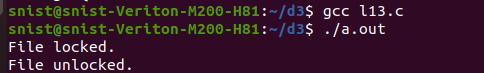 snist@snist-Veriton-M200-H81:~/d3$ gcc l13.c
snist@snist-Veriton-M200-H81:~/d3$ ./a.out
File locked.
File unlocked.